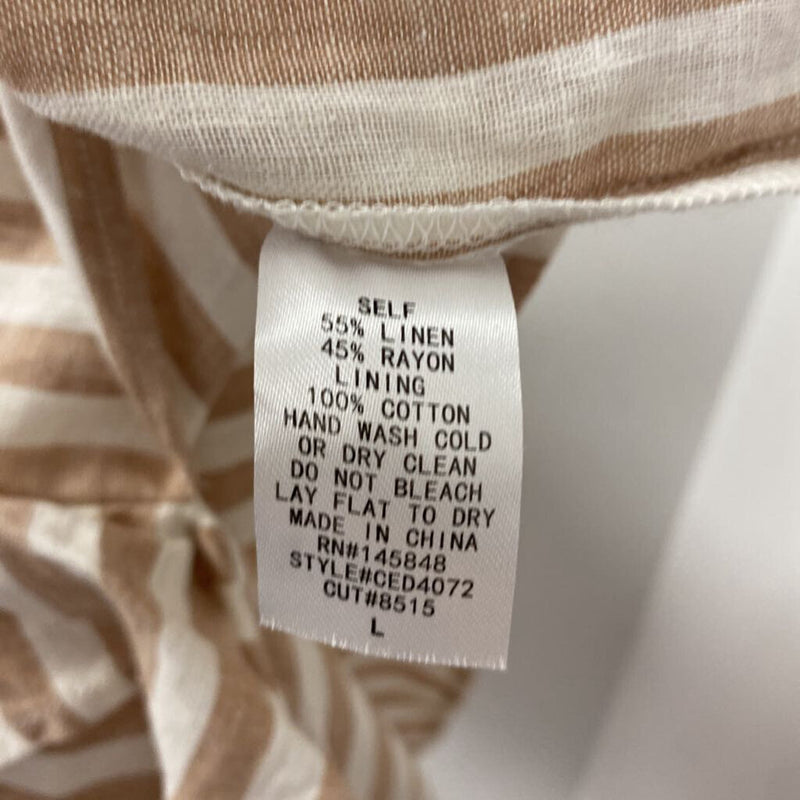 SELF
55% LINEN
45% RAYON
LINING
100% COTTON
HAND WASH COLD
OR DRY CLEAN
DO NOT BLEACH
LAY FLAT TO DRY
MADE IN CHINA
RN#145848
STYLE#CED4072
CUT#8515
L